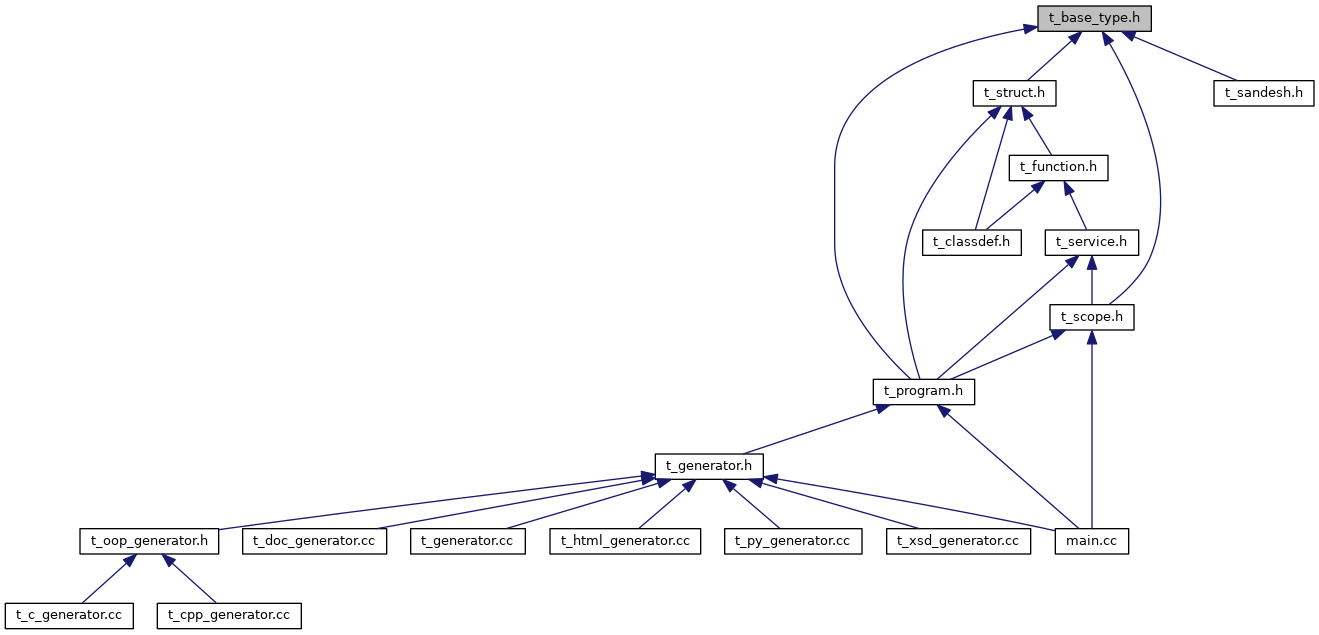 t_base_type.h
t_struct.h
t_sandesh.h
t_function.h
t_classdef.h
t_service.h
t_scope.h
t_program.h
t_generator.h
t_oop_generator.h
t_doc_generator.cc
t_generator.cc
t_html_generator.cc
t_py_generator.cc
t_xsd_generator.cc
main.cc
t_c_generator.cc
t_cpp_generator.cc